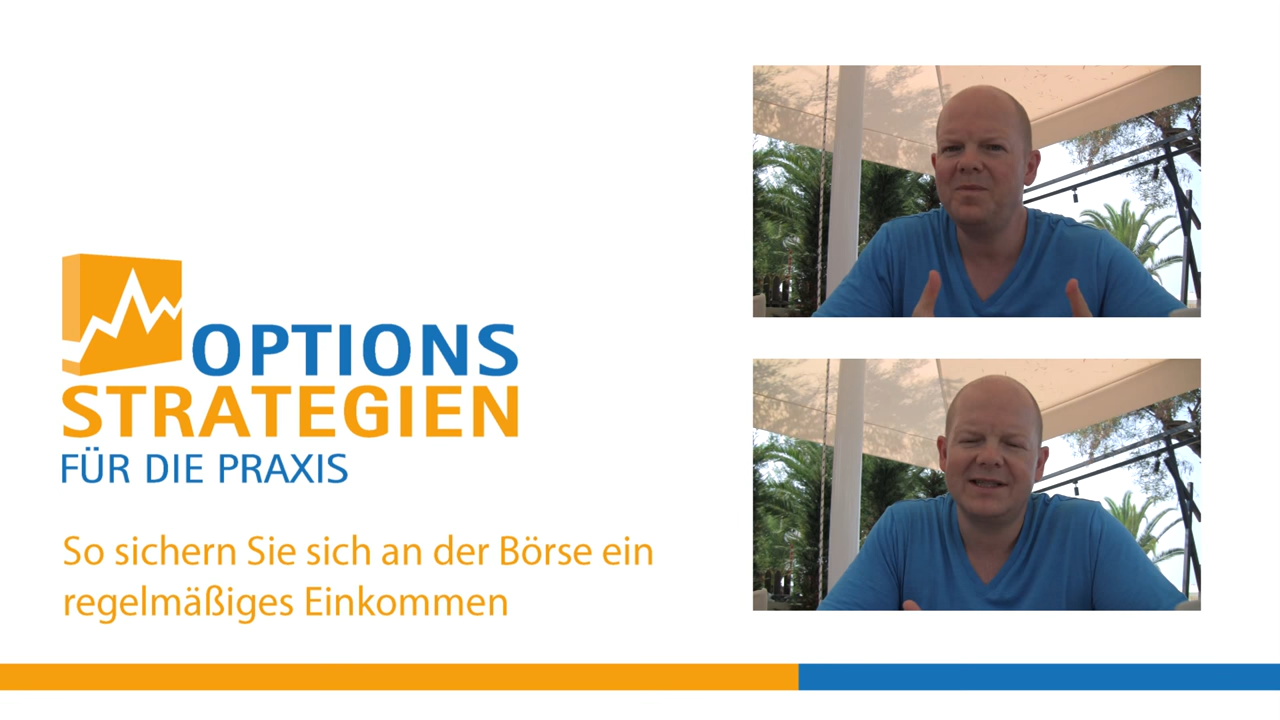 OPTIONS
STRATEGIEN
FÜR DIE PRAXIS
So sichern Sie sich an der Börse ein
regelmäßiges Einkommen